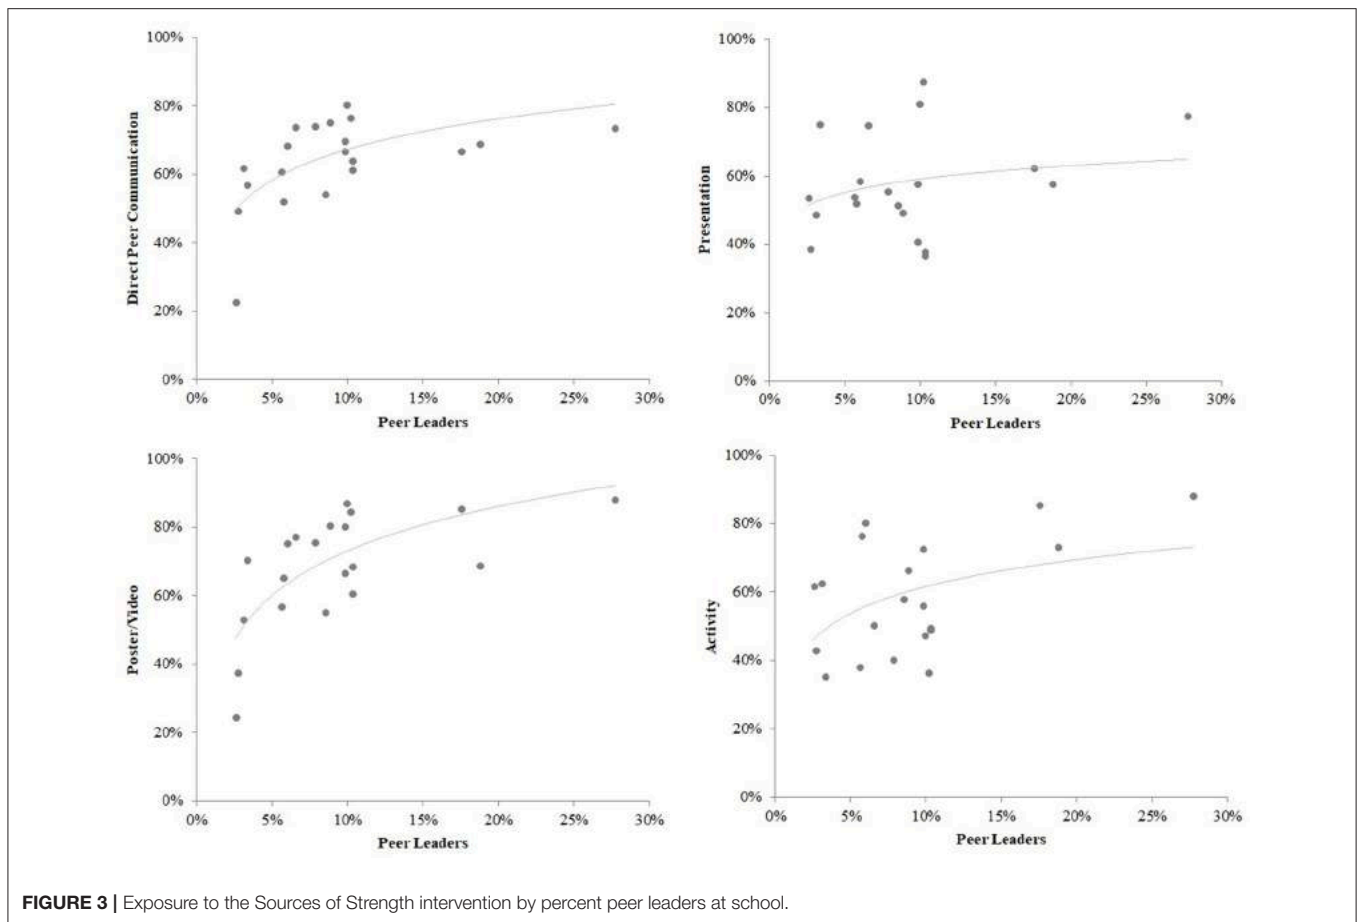 100%
80%
60%
40%
20%
0%
Direct Peer Communication
0% 5% 10% 15% 20% 25% 30%
Peer Leaders
100%
80%
60%
40%
20%
0%
Presentation
0% 5% 10% 15% 20% 25% 30%
Peer Leaders
100%
80%
60%
40%
20%
0%
Poster/Video
0% 5% 10% 15% 20% 25% 30%
Peer Leaders
100%
80%
60%
40%
20%
0%
Activity
0% 5% 10% 15% 20% 25% 30%
Peer Leaders
FIGURE 3 | Exposure to the Sources of Strength intervention by percent peer leaders at school.